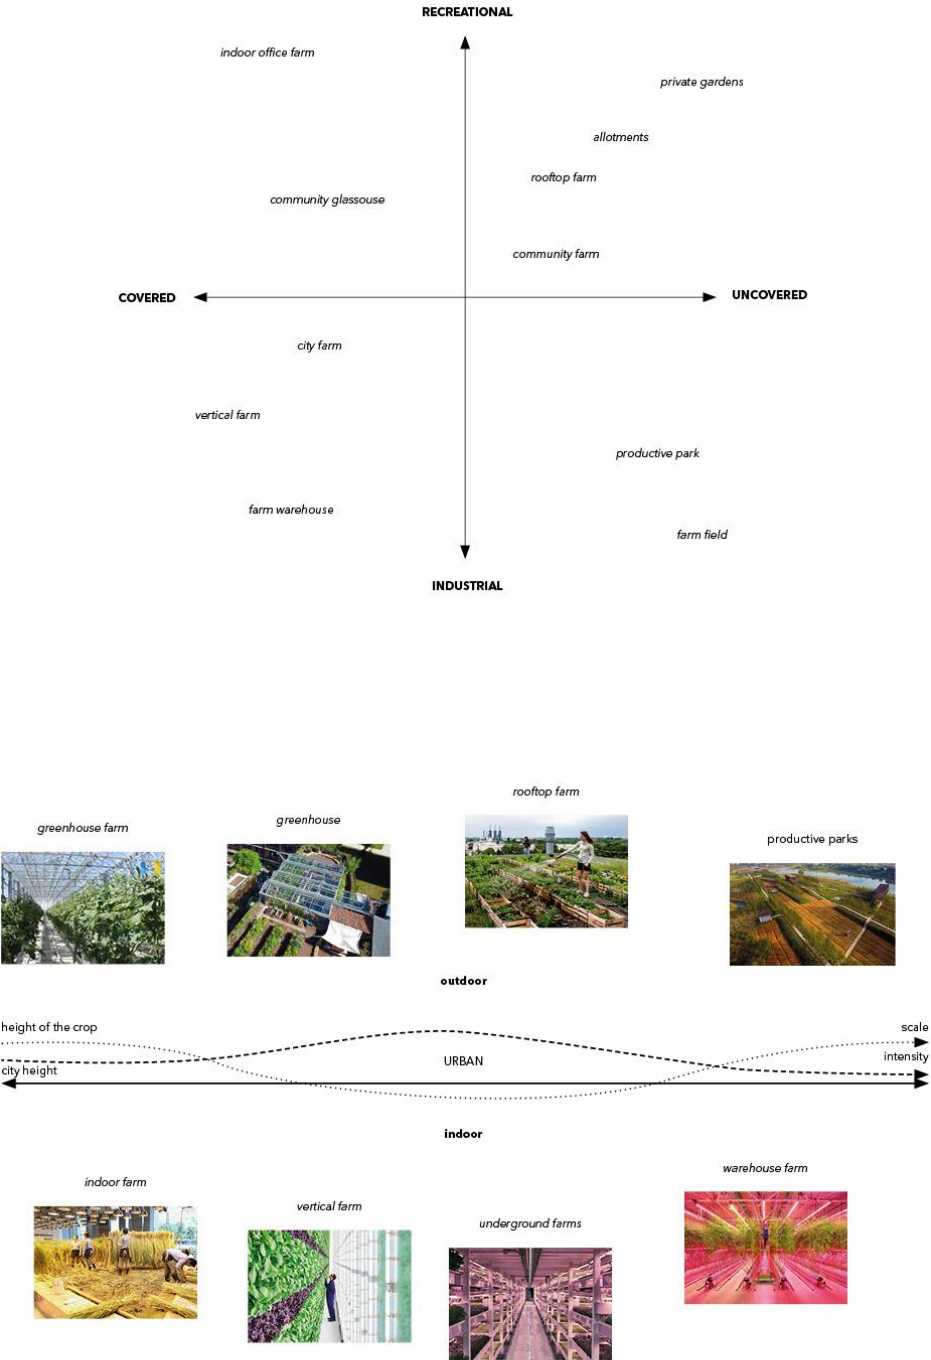 RECREATIONAL
indoor office farm
private gardens
allotments
rooftop farm
community glassouse
community farm
COVERED
UNCOVERED
city farm
vertical farm
productive park
farm warehouse
farm field
INDUSTRIAL
rooftop farm
greenhouse
greenhouse farm
productive parks
outdoor
height of the crop
scale
intensity
URBAN
city height
indoor
warehouse farm
indoor farm
vertical farm
underground farms